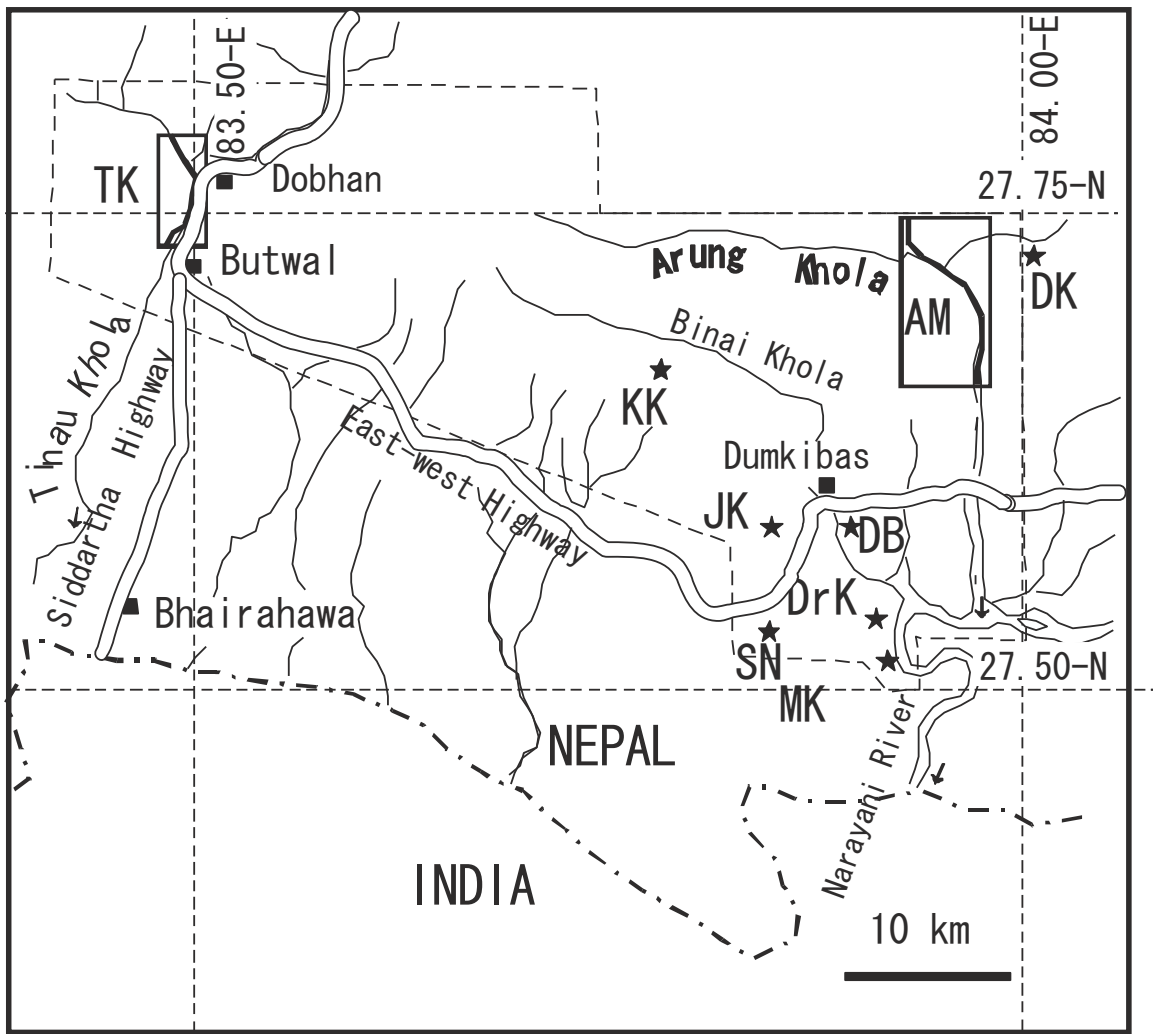 83. 50-E
84. 00-E
TK
Dobhan
27. 75-N
Butwal
Arung Khola
DK
AM
Binai Khola
KK
Tinau Khola
Siddartha Highway
East-west Highway
Dumkibas
JK
DB
Bhairahawa
DrK
SN
27. 50-N
MK
NEPAL
Narayani River
INDIA
10 km